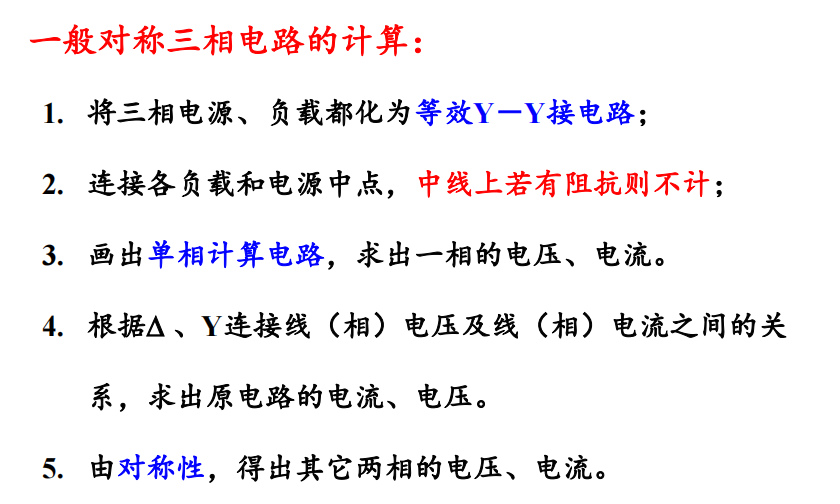 一般对称三相电路的计算：
1. 将三相电源、负载都化为等效Y－Y接电路；
2. 连接各负载和电源中点，中线上若有阻抗则不计；
3. 画出单相计算电路，求出一相的电压、电流。
4. 根据Δ 、Y连接线（相）电压及线（相）电流之间的关
系，求出原电路的电流、电压。
5. 由对称性，得出其它两相的电压、电流。